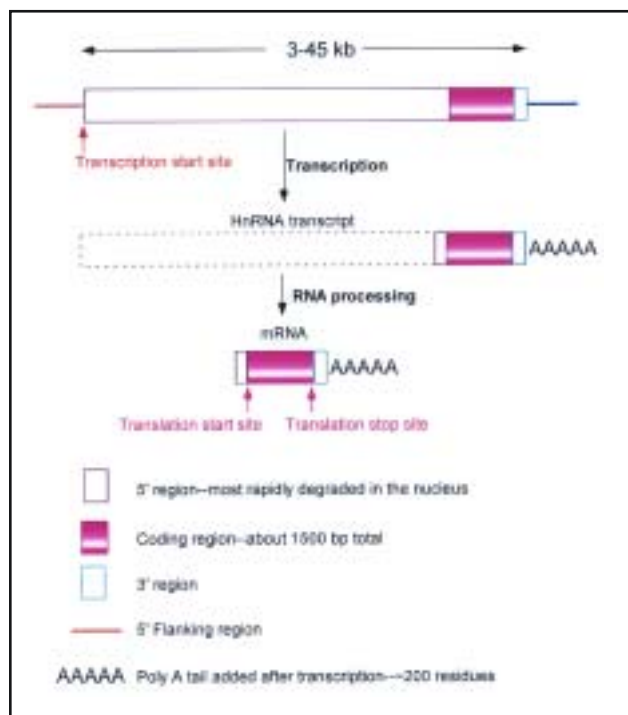 3-45 kb
Transcription start site
Transcription
HnRNA transcript
AAAAA
RNA processing
mRNA
AAAAA
Translation start site
Translation stop site
5' region--most rapidly degraded in the nucleus
Coding region--about 1500 bp total
3' region
5' Flanking region
AAAAA Poly A tail added after transcription--~200 residues